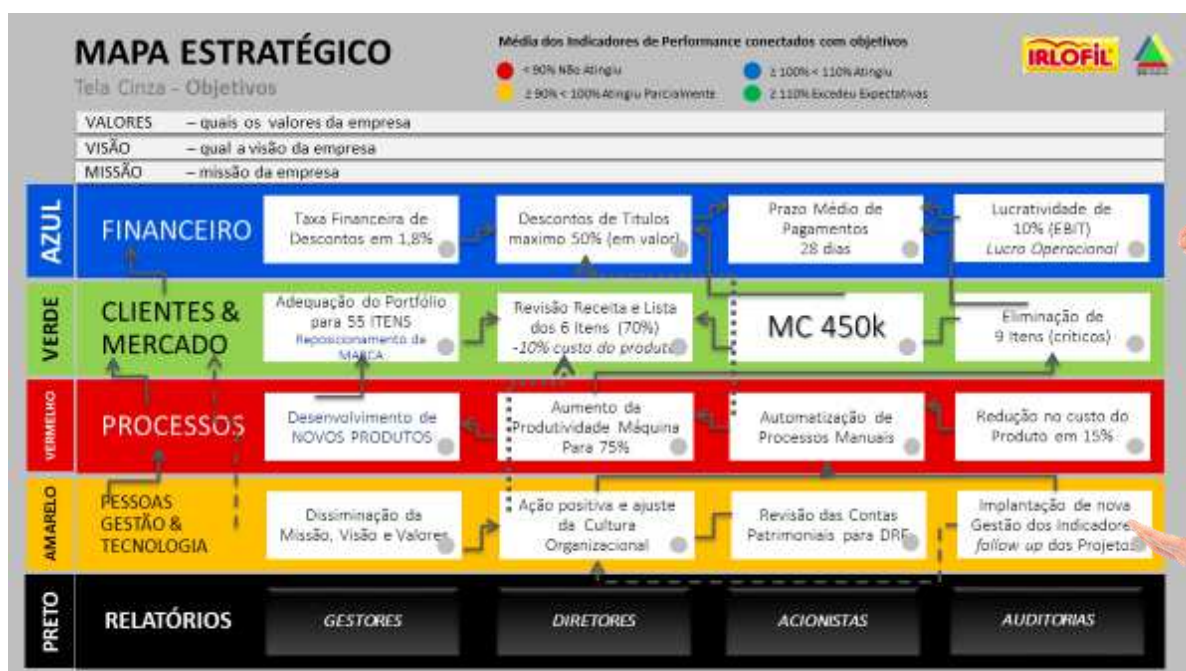 MAPA ESTRATÉGICO
Tela Cinza - Objetivos
Média dos Indicadores de Performance conectados com objetivos
< 90% Não Atingiu
≥ 90% < 100% Atingiu Parcialmente
≥ 100% < 110% Atingiu
≥ 110% Excedeu Expectativas
IRLOFIL
VALORES – quais os valores da empresa
VISÃO – qual a visão da empresa
MISSÃO – missão da empresa
AZUL
FINANCEIRO
Taxa Financeira de
Descontos em 1,8%
Descontos de Titulos
maximo 50% (em valor)
Prazo Médio de
Pagamentos
28 dias
Lucratividade de
10% (EBIT)
Lucro Operacional
VERDE
CLIENTES &
MERCADO
Adequação do Portfólio
para 55 ITENS
Reposicionamento da
MARCA
Revisão Receita e Lista
dos 6 Itens (70%)
-10% custo do produto
MC 450k
Eliminação de
9 Itens (críticos)
VERMELHO
PROCESSOS
Desenvolvimento de
NOVOS PRODUTOS
Aumento da
Produtividade Máquina
Para 75%
Automatização de
Processos Manuais
Redução no custo do
Produto em 15%
AMARELO
PESSOAS
GESTÃO &
TECNOLOGIA
Disseminação da
Missão, Visão e Valores
Ação positiva e ajuste
da Cultura
Organizacional
Revisão das Contas
Patrimoniais para DRE
Implantação de nova
Gestão dos Indicadores
follow up dos Projetos
PRETO
RELATÓRIOS
GESTORES
DIRETORES
ACIONISTAS
AUDITORIAS